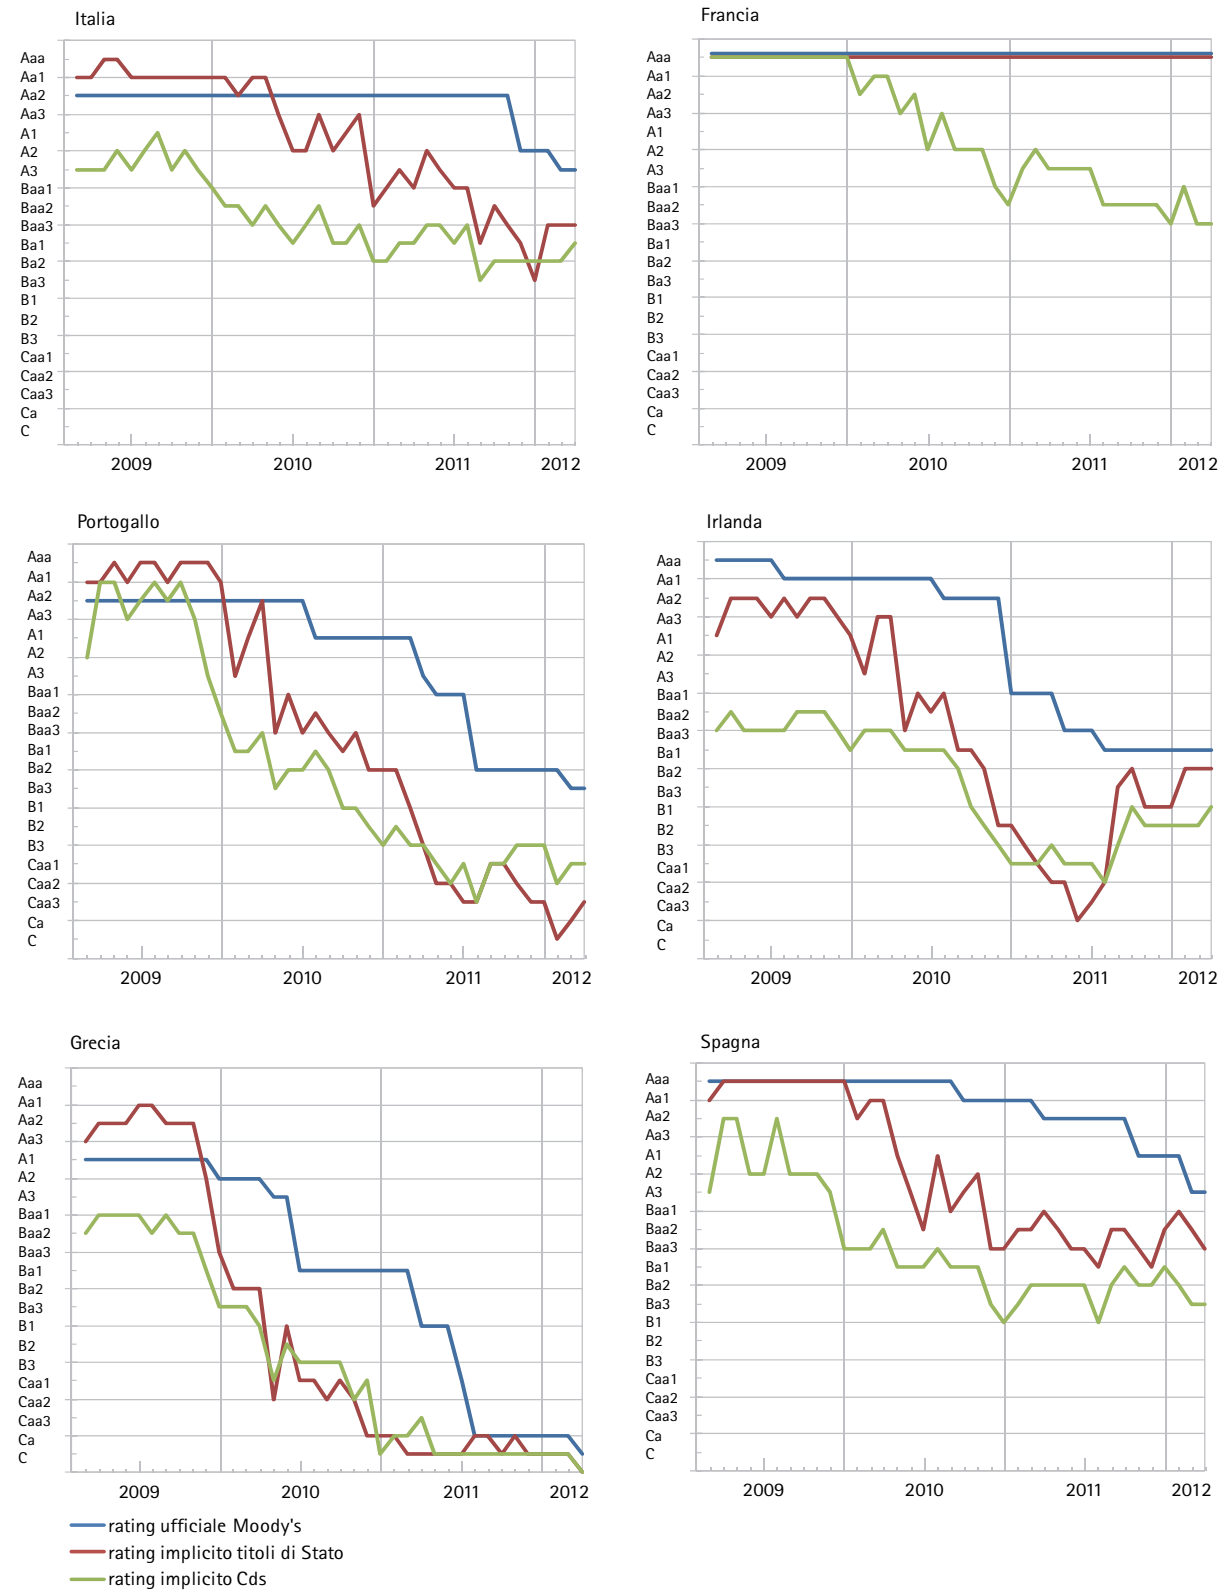 Italia
Aaa
Aa1
Aa2
Aa3
A1
A2
A3
Baa1
Baa2
Baa3
Ba1
Ba2
Ba3
B1
B2
B3
Caa1
Caa2
Caa3
Ca
C
2009 2010 2011 2012
Francia
Aaa
Aa1
Aa2
Aa3
A1
A2
A3
Baa1
Baa2
Baa3
Ba1
Ba2
Ba3
B1
B2
B3
Caa1
Caa2
Caa3
Ca
C
2009 2010 2011 2012
Portogallo
Aaa
Aa1
Aa2
Aa3
A1
A2
A3
Baa1
Baa2
Baa3
Ba1
Ba2
Ba3
B1
B2
B3
Caa1
Caa2
Caa3
Ca
C
2009 2010 2011 2012
Irlanda
Aaa
Aa1
Aa2
Aa3
A1
A2
A3
Baa1
Baa2
Baa3
Ba1
Ba2
Ba3
B1
B2
B3
Caa1
Caa2
Caa3
Ca
C
2009 2010 2011 2012
Grecia
Aaa
Aa1
Aa2
Aa3
A1
A2
A3
Baa1
Baa2
Baa3
Ba1
Ba2
Ba3
B1
B2
B3
Caa1
Caa2
Caa3
Ca
C
2009 2010 2011 2012
Spagna
Aaa
Aa1
Aa2
Aa3
A1
A2
A3
Baa1
Baa2
Baa3
Ba1
Ba2
Ba3
B1
B2
B3
Caa1
Caa2
Caa3
Ca
C
2009 2010 2011 2012
rating ufficiale Moody's
rating implicito titoli di Stato
rating implicito Cds